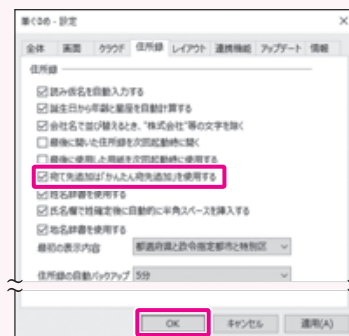 筆ぐるめ - 設定
全体 画面 クラウド 住所録 レイアウト 連携機能 アップデート 情報
住所録
読み仮名を自動入力する
誕生日から年齢と星座を自動計算する
会社名で並び替えるとき、"株式会社"等の文字を除く
最後に開いた住所録を次回起動時に開く
最後に使用した用紙を次回起動時に使用する
宛て先追加は「かんたん宛先追加」を使用する
姓名辞書を使用する
氏名欄で姓確定後に自動的に半角スペースを挿入する
地名辞書を使用する
最初の表示内容 都道府県と政令指定都市と特別区
住所録の自動バックアップ 5分
OK キャンセル 適用(A)